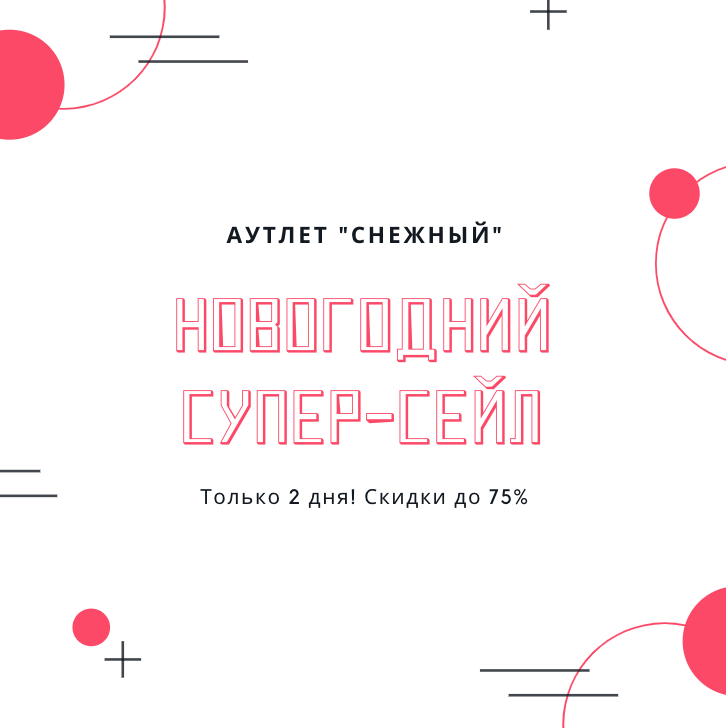 АУТЛЕТ "СНЕЖНЫЙ"
НОВОГОДНИЙ
СУПЕР-СЕЙЛ
Только 2 дня! Скидки до 75%